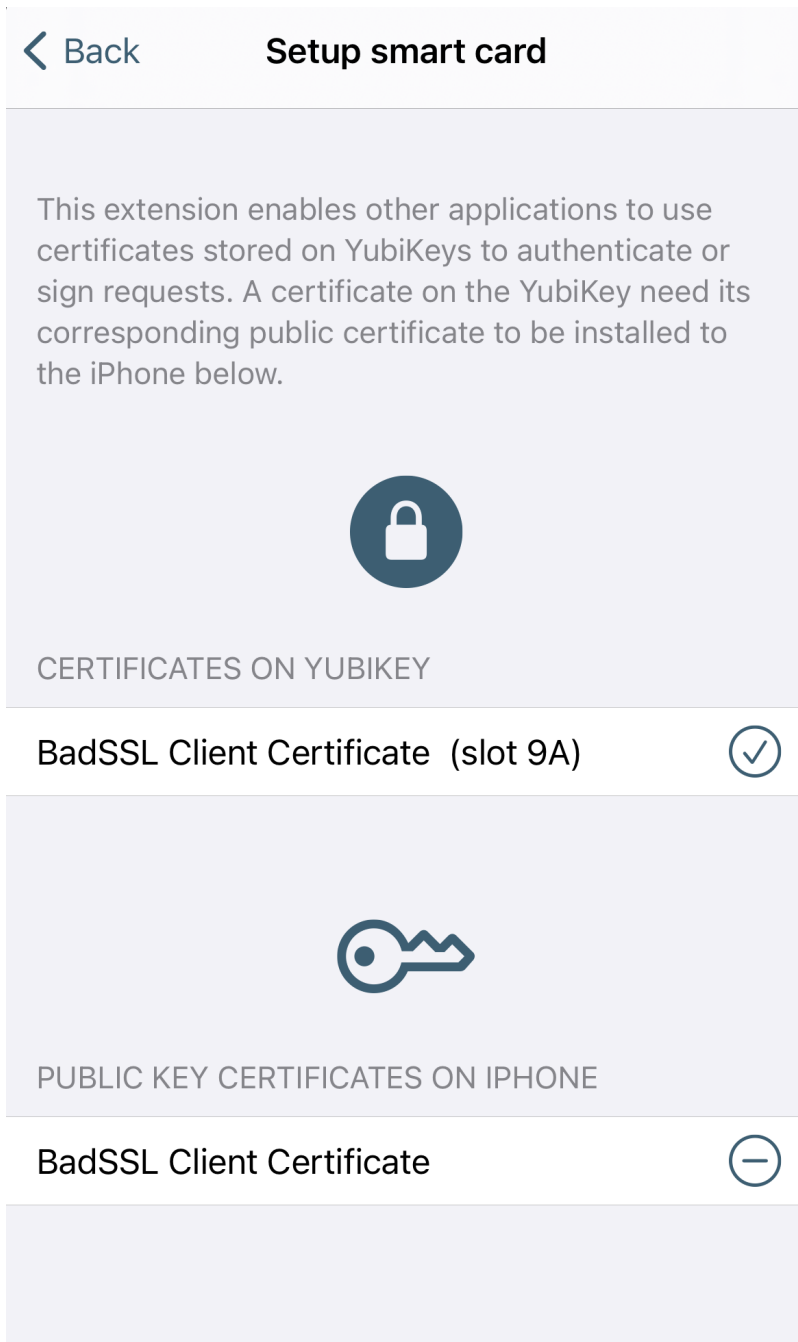 Back
Setup smart card
This extension enables other applications to use
certificates stored on YubiKeys to authenticate or
sign requests. A certificate on the YubiKey need its
corresponding public certificate to be installed to
the iPhone below.
CERTIFICATES ON YUBIKEY
BadSSL Client Certificate (slot 9A)
PUBLIC KEY CERTIFICATES ON IPHONE
BadSSL Client Certificate